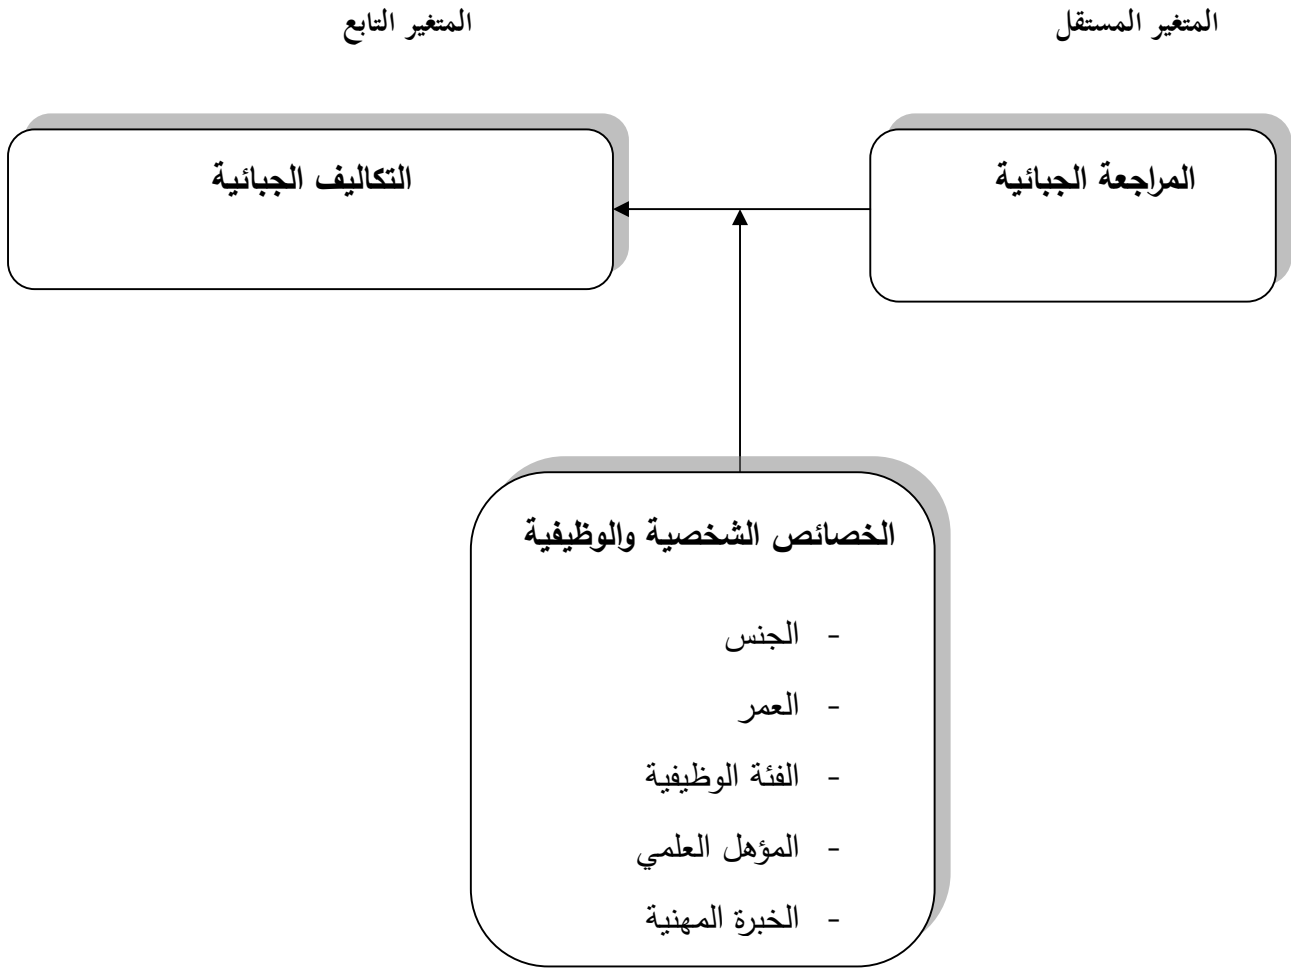 المتغير المستقل
المتغير التابع
المراجعة الجبائية
التكاليف الجبائية
الخصائص الشخصية والوظيفية
- الجنس
- العمر
- الفئة الوظيفية
- المؤهل العلمي
- الخبرة المهنية